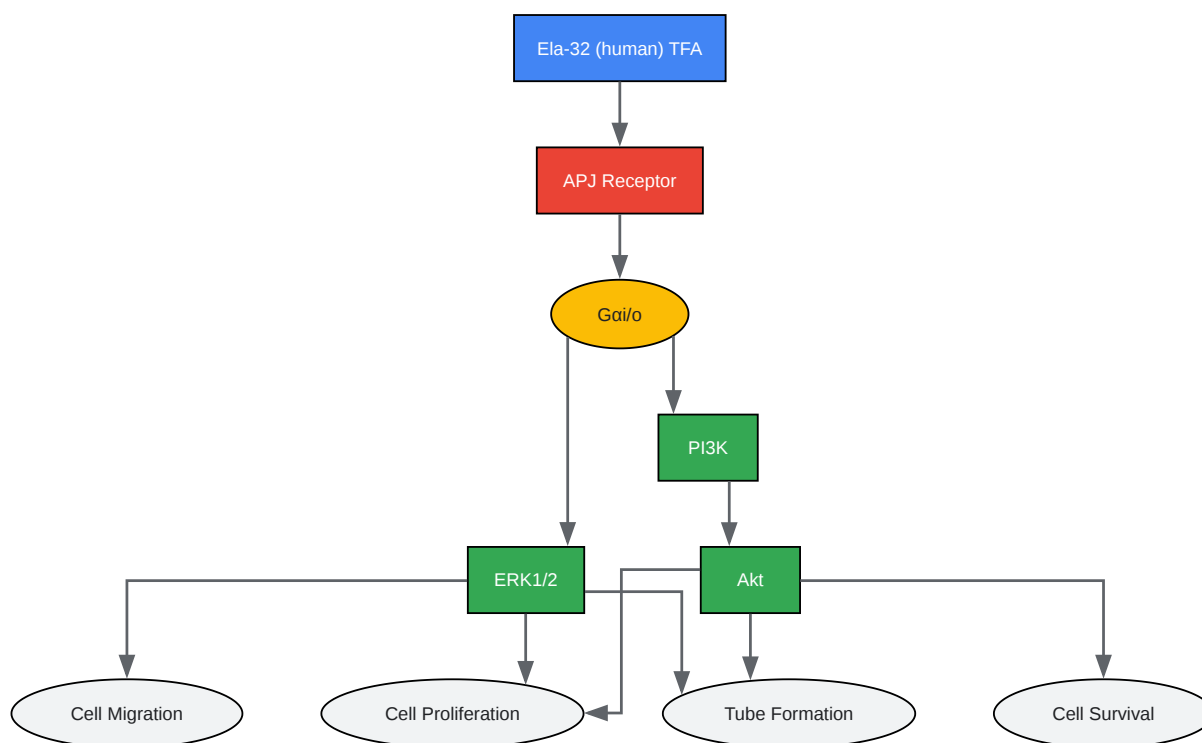 Ela-32 (human) TFA
APJ Receptor
Gαi/o
PI3K
ERK1/2
Akt
Cell Migration
Cell Proliferation
Tube Formation
Cell Survival